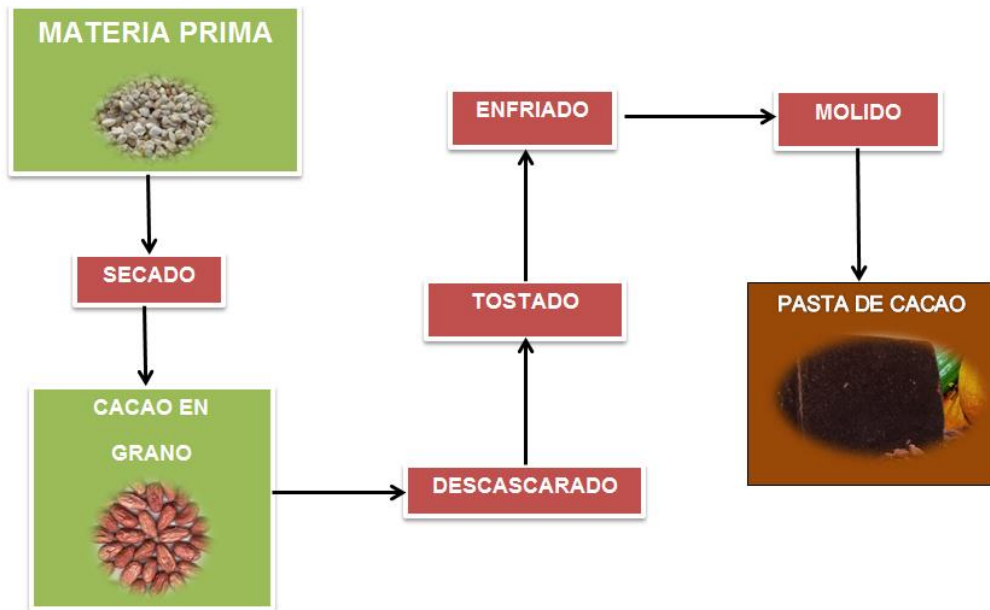 MATERIA PRIMA
SECADO
CACAO EN
GRANO
DESCASCARADO
TOSTADO
ENFRIADO
MOLIDO
PASTA DE CACAO